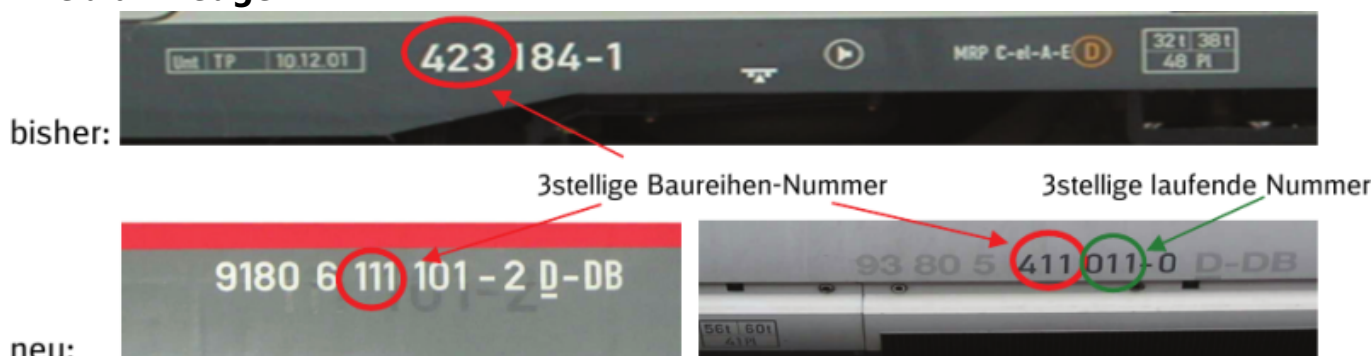 Unt TP 10.12.01 423 184-1 MRP C-el-A-E D 32t 38t
48 Pl
bisher:
3stellige Baureihen-Nummer 3stellige laufende Nummer
9180 6 111 101-2 D-DB
93 80 5 411 011-0 D-DB
56t 60t
41Pl
neu: